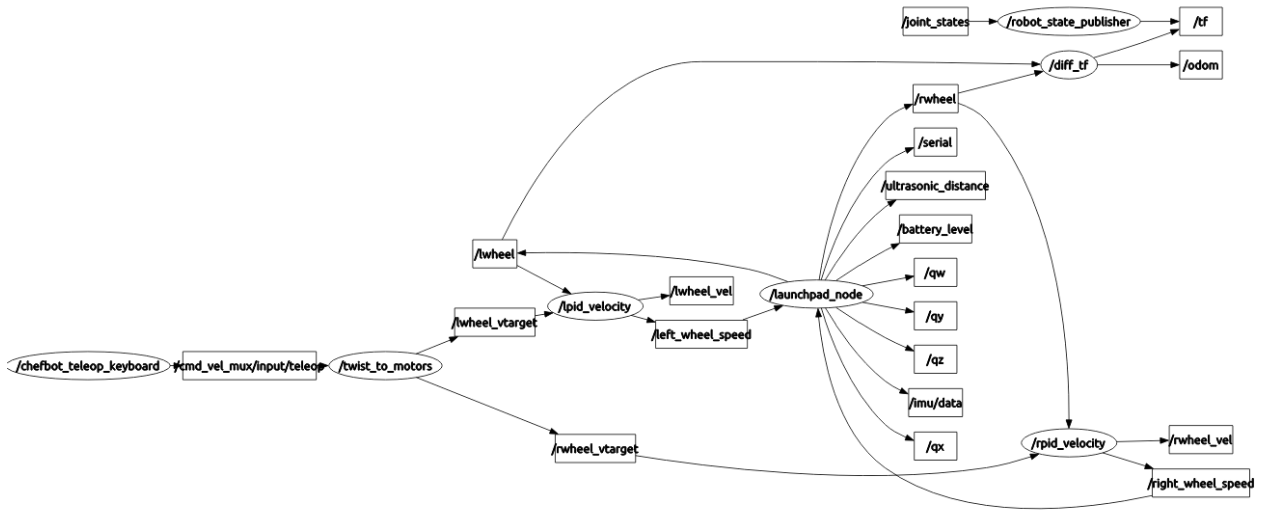 /joint_states
/robot_state_publisher
/tf
/diff_tf
/odom
/rwheel
/serial
/ultrasonic_distance
/battery_level
/lwheel
/qw
/lwheel_vel
/launchpad_node
/lpid_velocity
/qy
/lwheel_vtarget
/left_wheel_speed
/qz
/chefbot_teleop_keyboard
/cmd_vel_mux/input/teleop
/twist_to_motors
/imu/data
/rwheel_vtarget
/qx
/rpid_velocity
/rwheel_vel
/right_wheel_speed